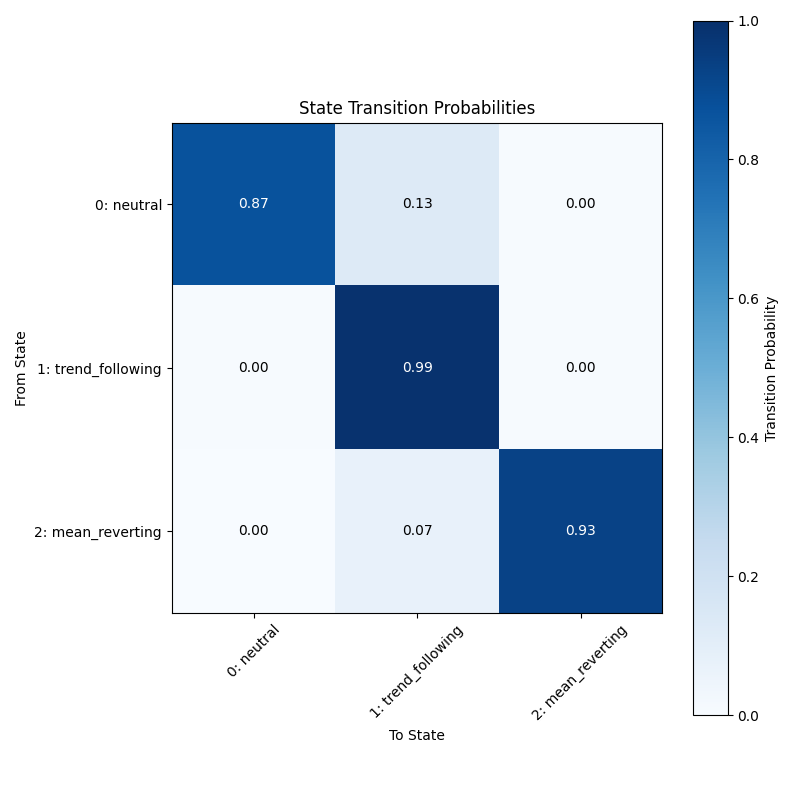 State Transition Probabilities
0: neutral
0.87
0.13
0.00
1: trend_following
0.00
0.99
0.00
2: mean_reverting
0.00
0.07
0.93
0: neutral
1: trend_following
2: mean_reverting
From State
To State
1.0
0.8
0.6
0.4
0.2
0.0
Transition Probability